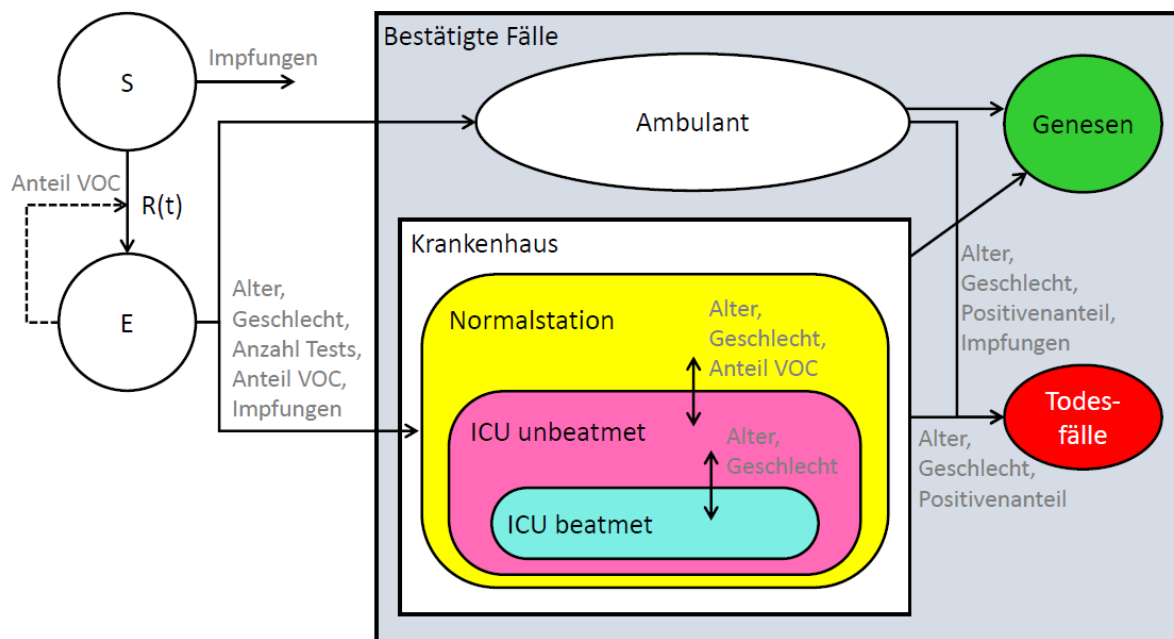 S
Impfungen
Anteil VOC
R(t)
E
Alter,
Geschlecht,
Anzahl Tests,
Anteil VOC,
Impfungen
Bestätigte Fälle
Ambulant
Genesen
Krankenhaus
Normalstation
Alter,
Geschlecht,
Anteil VOC
ICU unbeatmet
Alter,
Geschlecht
ICU beatmet
Alter,
Geschlecht,
Positivenanteil,
Impfungen
Todes-
fälle
Alter,
Geschlecht,
Positivenanteil